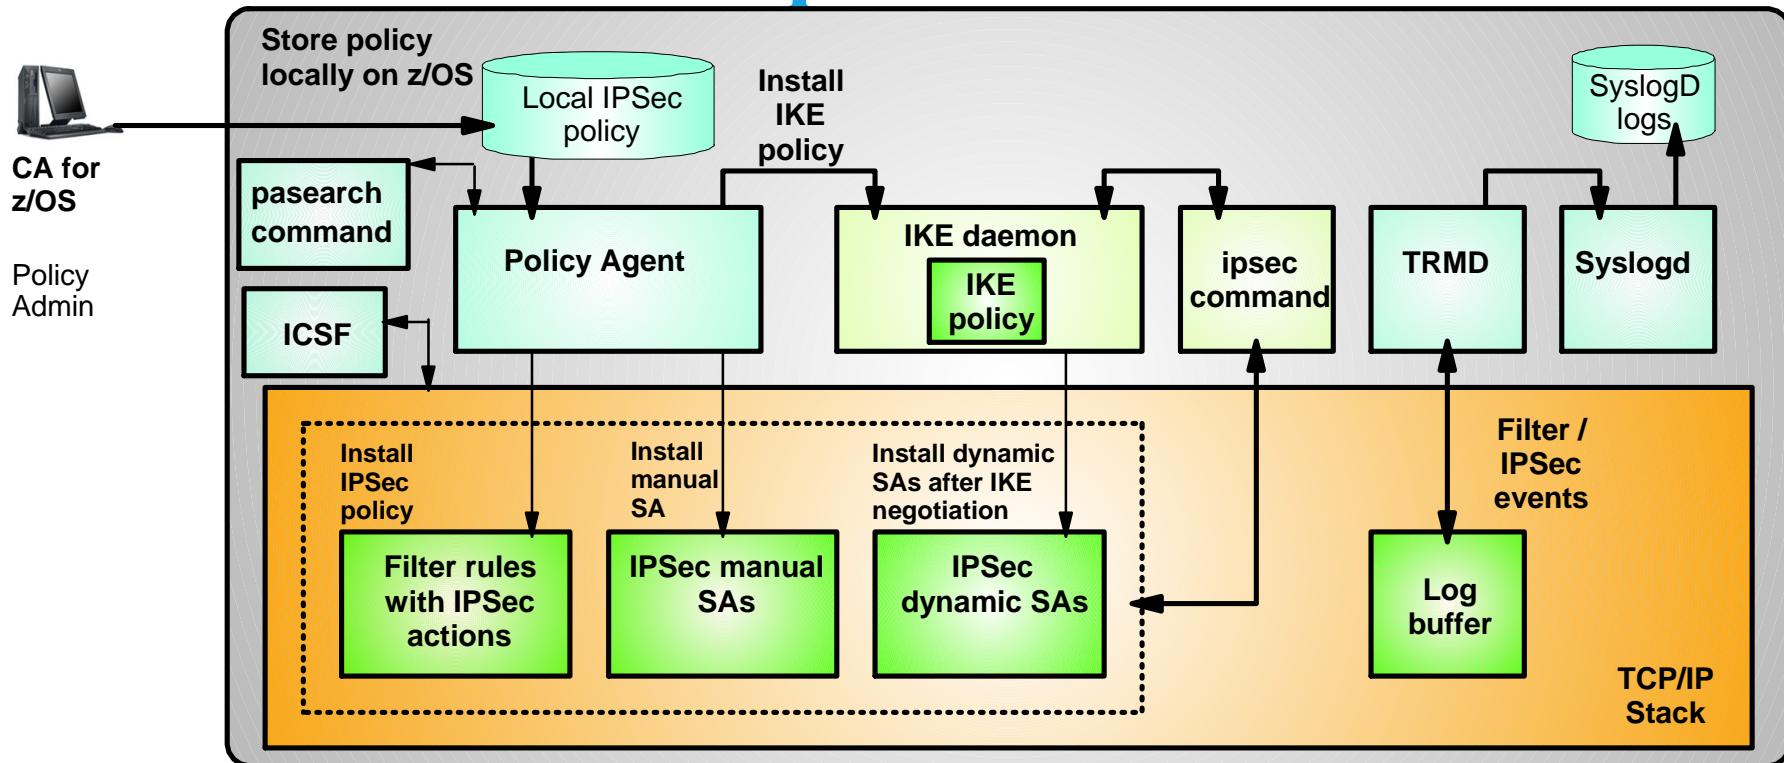 Store policy
locally on z/OS
Local IPSec
policy
Install
IKE
policy
SyslogD
logs
CA for
z/OS
Policy
Admin
pasearch
command
ICSF
Policy Agent
IKE daemon
IKE
policy
ipsec
command
TRMD
Syslogd
Install
IPSec
policy
Install
manual
SA
Install dynamic
SAs after IKE
negotiation
Filter /
IPSec
events
Filter rules
with IPSec
actions
IPSec manual
SAs
IPSec
dynamic SAs
Log
buffer
TCP/IP
Stack